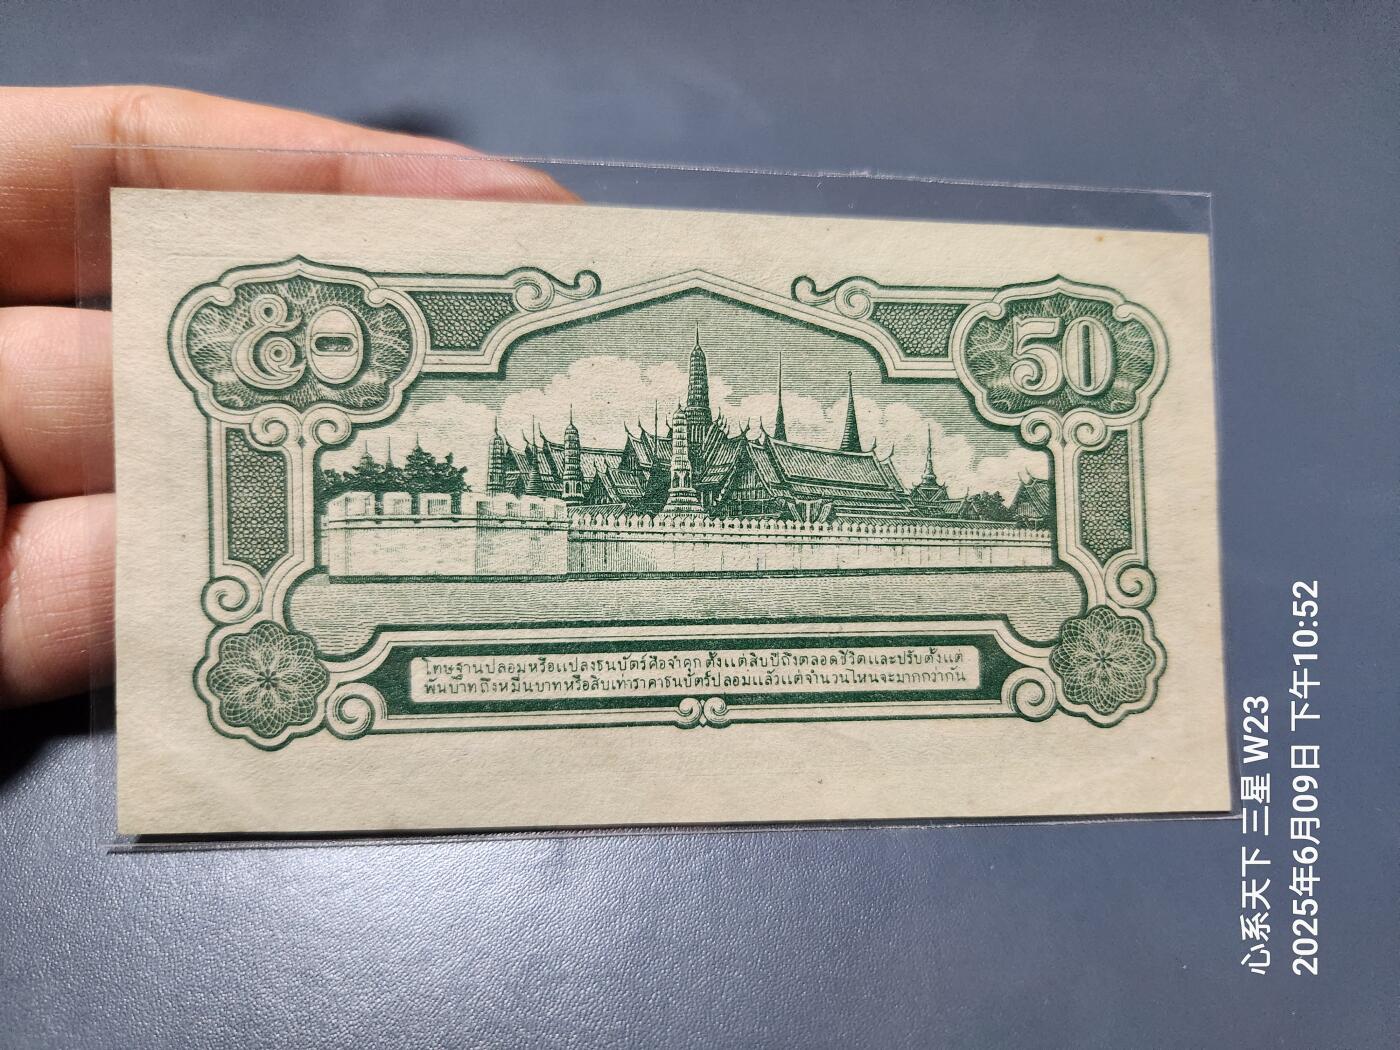 ๕๐
50
โทษฐานปลอมหรือแปลงธนบัตร์คือจำคุก ตั้งแต่สิบปีถึงตลอดชีวิตและปรับตั้งแต่
พันบาทถึงหมื่นบาทหรือสิบเท่าราคาธนบัตร์ปลอมแล้วแต่จำนวนไหนจะมากกว่ากัน
心系天下 三星 W23
2025年6月09日 下午10:52